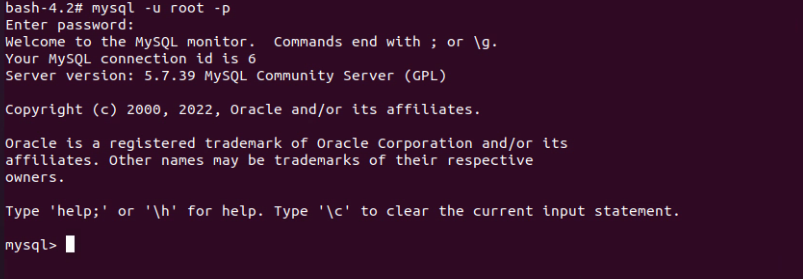 bash-4.2# mysql -u root -p
Enter password:
Welcome to the MySQL monitor.  Commands end with ; or \g.
Your MySQL connection id is 6
Server version: 5.7.39 MySQL Community Server (GPL)
Copyright (c) 2000, 2022, Oracle and/or its affiliates.
Oracle is a registered trademark of Oracle Corporation and/or its
affiliates. Other names may be trademarks of their respective
owners.
Type 'help;' or '\h' for help. Type '\c' to clear the current input statement.
mysql>